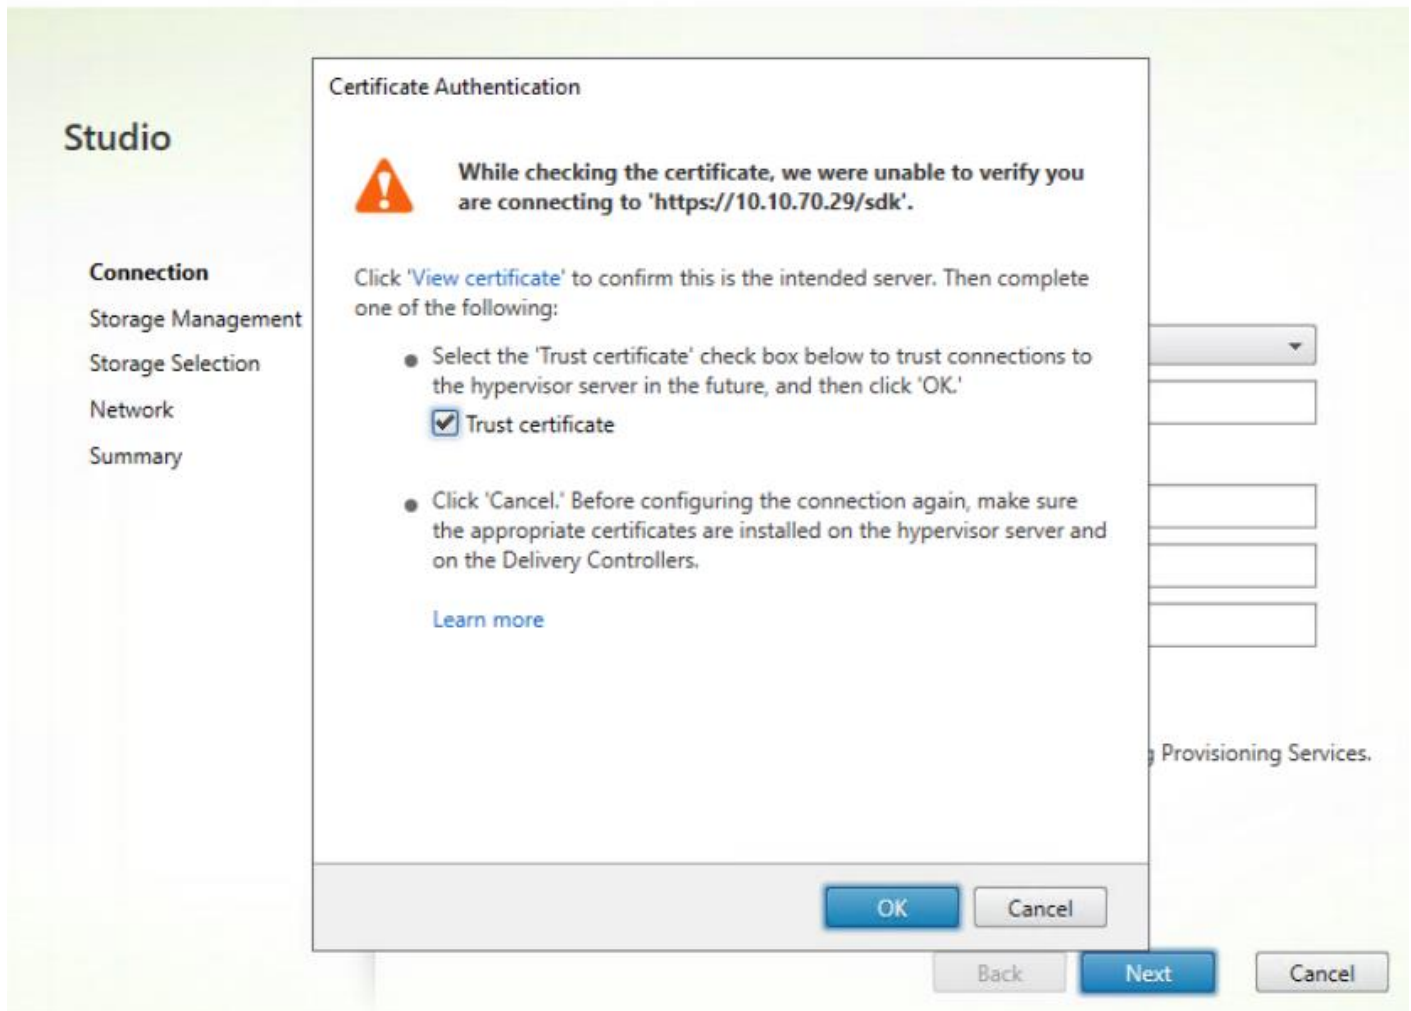 Certificate Authentication
Studio
While checking the certificate, we were unable to verify you
are connecting to 'https://10.10.70.29/sdk'.
Connection
Storage Management
Storage Selection
Network
Summary
Click 'View certificate' to confirm this is the intended server. Then complete
one of the following:
Select the 'Trust certificate' check box below to trust connections to
the hypervisor server in the future, and then click 'OK.'
Trust certificate
Click 'Cancel.' Before configuring the connection again, make sure
the appropriate certificates are installed on the hypervisor server and
on the Delivery Controllers.
Learn more
Provisioning Services.
OK
Cancel
Back
Next
Cancel